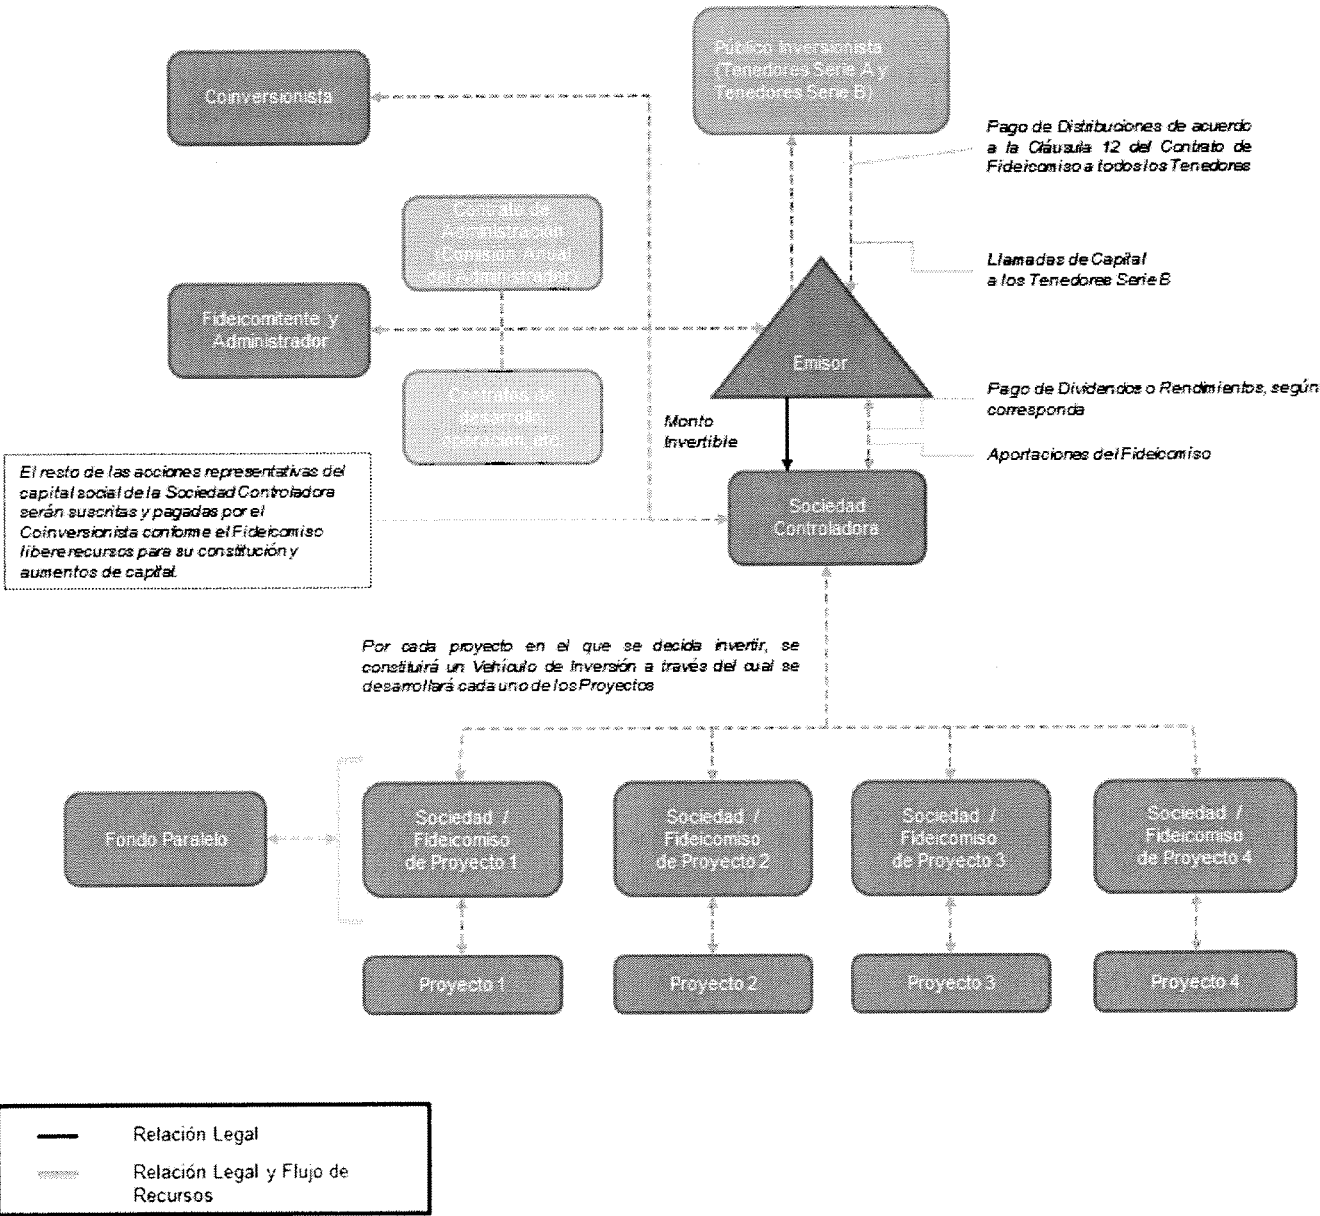 Público Inversionista
(Tenedores Serie A y
Tenedores Serie B)
Coinversionista
Pago de Distribuciones de acuerdo
a la Cláusula 12 del Contrato de
Fideicomiso a todos los Tenedores
Contrato de
Administración
(Comisión Anual
del Administrador)
Llamadas de Capital
a los Tenedores Serie B
Fideicomitente y
Administrador
Emisor
Contratos de
desarrollo,
operación, etc.
Pago de Dividendos o Rendimientos, según
corresponda
Monto
Invertible
Aportaciones del Fideicomiso
El resto de las acciones representativas del
capital social de la Sociedad Controladora
serán suscritas y pagadas por el
Coinversionista conforme el Fideicomiso
libere recursos para su constitución y
aumentos de capital.
Sociedad
Controladora
Por cada proyecto en el que se decida invertir, se
constituirá un Vehículo de Inversión a través del cual se
desarrollará cada uno de los Proyectos
Fondo Paralelo
Sociedad /
Fideicomiso
de Proyecto 1
Sociedad /
Fideicomiso
de Proyecto 2
Sociedad /
Fideicomiso
de Proyecto 3
Sociedad /
Fideicomiso
de Proyecto 4
Proyecto 1
Proyecto 2
Proyecto 3
Proyecto 4
Relación Legal
Relación Legal y Flujo de
Recursos